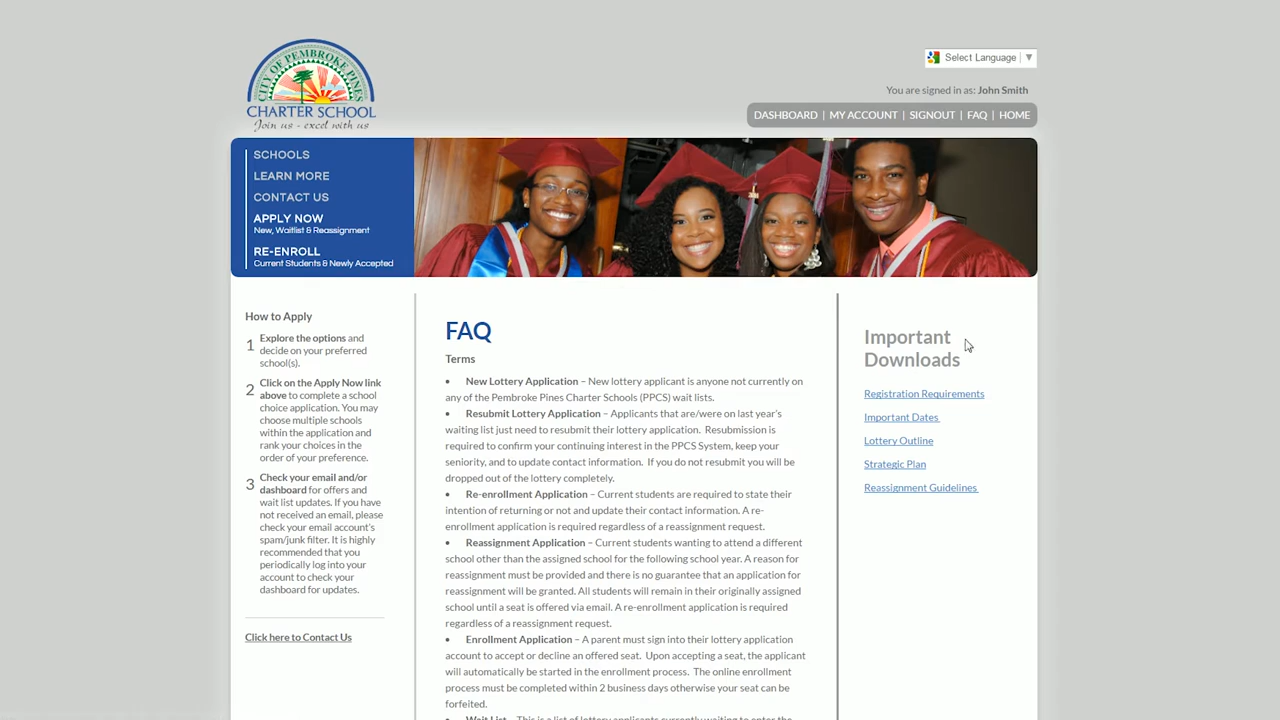 CITY OF PEMBROKE PINES
CHARTER SCHOOL
Join us - excel with us
Select Language ▼
You are signed in as: John Smith
DASHBOARD | MY ACCOUNT | SIGNOUT | FAQ | HOME
SCHOOLS
LEARN MORE
CONTACT US
APPLY NOW
New, Waitlist & Reassignment
RE-ENROLL
Current Students & Newly Accepted
How to Apply
1 Explore the options and
decide on your preferred
school(s).
2 Click on the Apply Now link
above to complete a school
choice application. You may
choose multiple schools
within the application and
rank your choices in the
order of your preference.
3 Check your email and/or
dashboard for offers and
wait list updates. If you have
not received an email, please
check your email account's
spam/junk filter. It is highly
recommended that you
periodically log into your
account to check your
dashboard for updates.
Click here to Contact Us
FAQ
Terms
• New Lottery Application – New lottery applicant is anyone not currently on
any of the Pembroke Pines Charter Schools (PPCS) wait lists.
• Resubmit Lottery Application – Applicants that are/were on last year's
waiting list just need to resubmit their lottery application. Resubmission is
required to confirm your continuing interest in the PPCS System, keep your
seniority, and to update contact information. If you do not resubmit you will be
dropped out of the lottery completely.
• Re-enrollment Application – Current students are required to state their
intention of returning or not and update their contact information. A re-
enrollment application is required regardless of a reassignment request.
• Reassignment Application – Current students wanting to attend a different
school other than the assigned school for the following school year. A reason for
reassignment must be provided and there is no guarantee that an application for
reassignment will be granted. All students will remain in their originally assigned
school until a seat is offered via email. A re-enrollment application is required
regardless of a reassignment request.
• Enrollment Application – A parent must sign into their lottery application
account to accept or decline an offered seat. Upon accepting a seat, the applicant
will automatically be started in the enrollment process. The online enrollment
process must be completed within 2 business days otherwise your seat can be
forfeited.
• Wait List – This is a list of lottery applicants currently waiting to enter the
Important
Downloads
Registration Requirements
Important Dates
Lottery Outline
Strategic Plan
Reassignment Guidelines